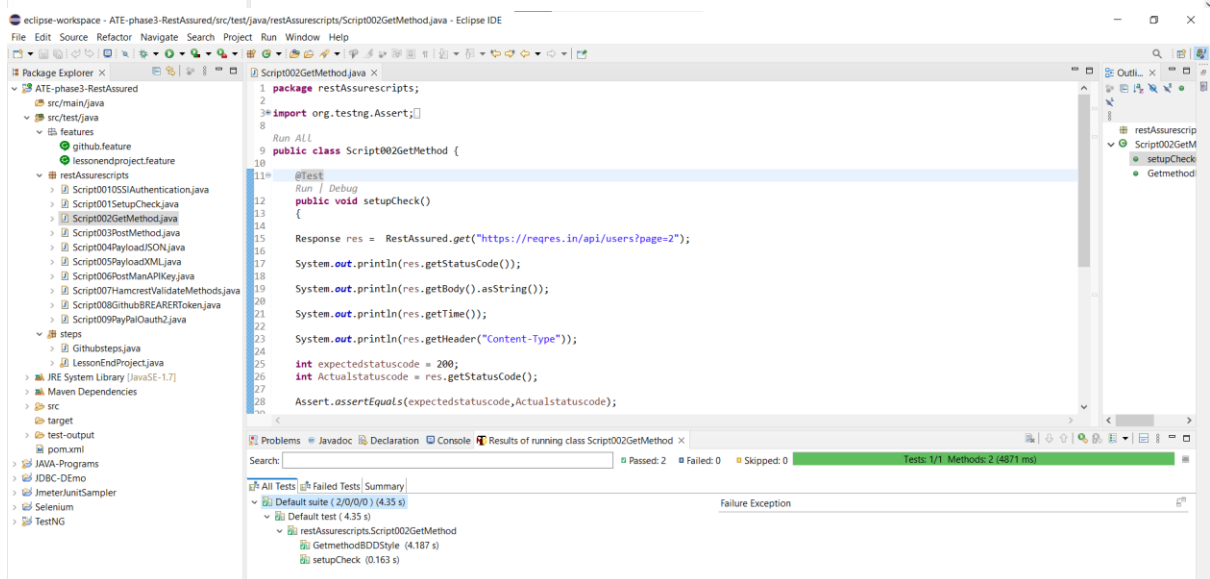 eclipse-workspace - ATE-phase3-RestAssured/src/test/java/restAssurescripts/Script002GetMethod.java - Eclipse IDE
File Edit Source Refactor Navigate Search Project Run Window Help
Package Explorer
ATE-phase3-RestAssured
src/main/java
src/test/java
features
github.feature
lessonendproject.feature
restAssurescripts
Script0010SSlAuthentication.java
Script001SetupCheck.java
Script002GetMethod.java
Script003PostMethod.java
Script004PayloadJSON.java
Script005PayloadXML.java
Script006PostManAPIKey.java
Script007HamcrestValidateMethods.java
Script008GithubBREARERToken.java
Script009PayPalOauth2.java
steps
Githubsteps.java
LessonEndProject.java
JRE System Library [JavaSE-1.7]
Maven Dependencies
src
target
test-output
pom.xml
JAVA-Programs
JDBC-DEmo
JmeterJunitSampler
Selenium
TestNG
Script002GetMethod.java
1 package restAssurescripts;
2
3 import org.testng.Assert;
8
Run All
9 public class Script002GetMethod {
10
11 @Test
Run | Debug
12 public void setupCheck()
13 {
14
15 Response res = RestAssured.get("https://reqres.in/api/users?page=2");
16
17 System.out.println(res.getStatusCode());
18
19 System.out.println(res.getBody().asString());
20
21 System.out.println(res.getTime());
22
23 System.out.println(res.getHeader("Content-Type"));
24
25 int expectedstatuscode = 200;
26 int Actualstatuscode = res.getStatusCode();
27
28 Assert.assertEquals(expectedstatuscode,Actualstatuscode);
Outli...
restAssurescrip
Script002GetM
setupCheck
Getmethod
Problems Javadoc Declaration Console Results of running class Script002GetMethod
Search:
Passed: 2 Failed: 0 Skipped: 0
Tests: 1/1 Methods: 2 (4871 ms)
All Tests Failed Tests Summary
Default suite ( 2/0/0/0 ) (4.35 s)
Default test ( 4.35 s)
restAssurescripts.Script002GetMethod
GetmethodBDDStyle (4.187 s)
setupCheck (0.163 s)
Failure Exception